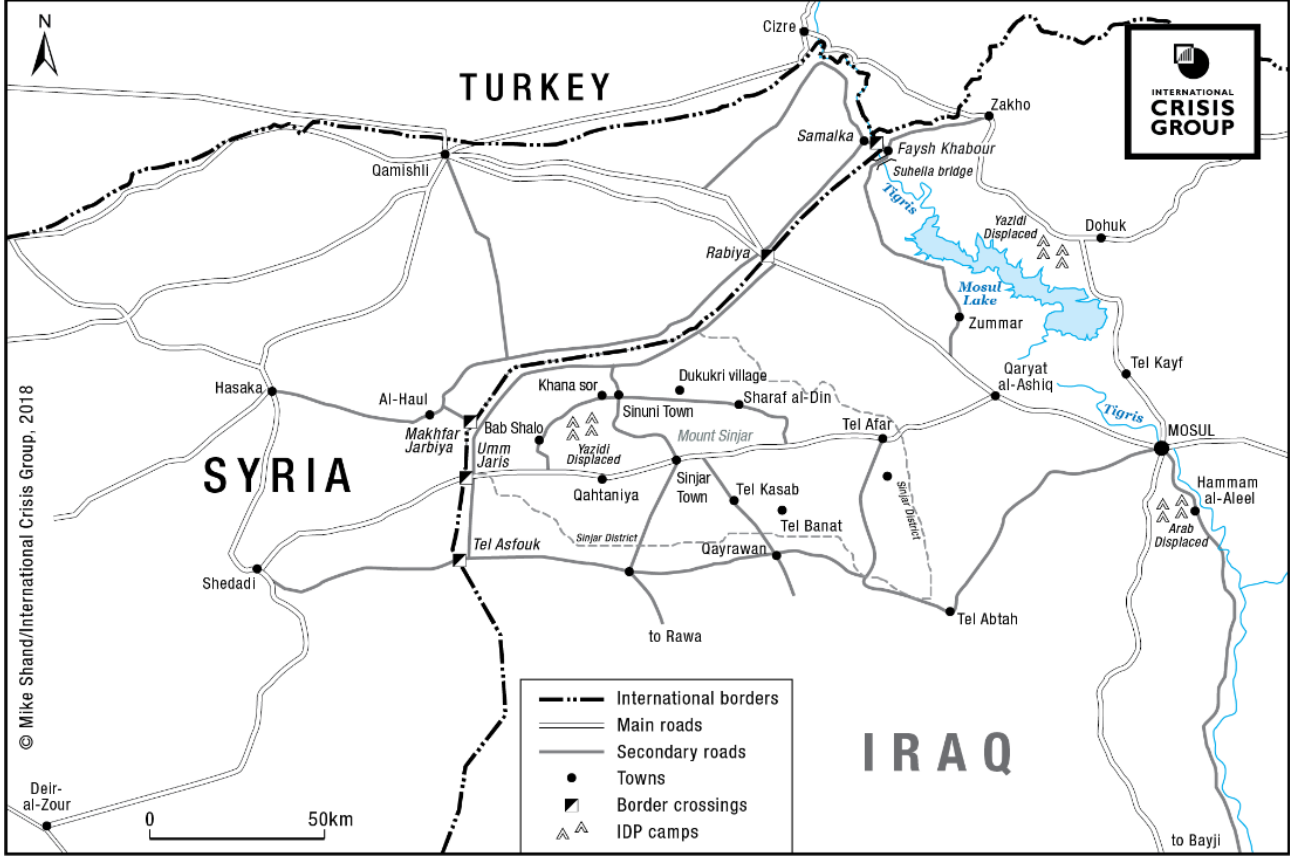 N
Cizre
TURKEY
INTERNATIONAL
CRISIS
GROUP
Zakho
Samalka
Faysh Khabour
Suhella bridge
Qamishli
Tigris
Yazidi
Displaced
Dohuk
Rabiya
Mosul
Lake
Zummar
Tel Kayf
Qaryat
al-Ashiq
Hasaka
Al-Haul
Khana sor
Dukukri village
Sinuni Town
Sharaf al-Din
Tigris
Makhfar
Jarbiya
Bab Shalo
Mount Sinjar
Tel Afar
MOSUL
Umm
Jaris
Yazidi
Displaced
SYRIA
Qahtaniya
Sinjar
Town
Tel Kasab
Sinjar District
Hammam
al-Aleel
Tel Banat
Arab
Displaced
Tel Asfouk
Sinjar District
Qayrawan
Shedadi
Tel Abtah
to Rawa
© Mike Shand/International Crisis Group, 2018
IRAQ
International borders
Main roads
Secondary roads
Towns
Border crossings
IDP camps
Deir-
al-Zour
0 50km
to Bayji